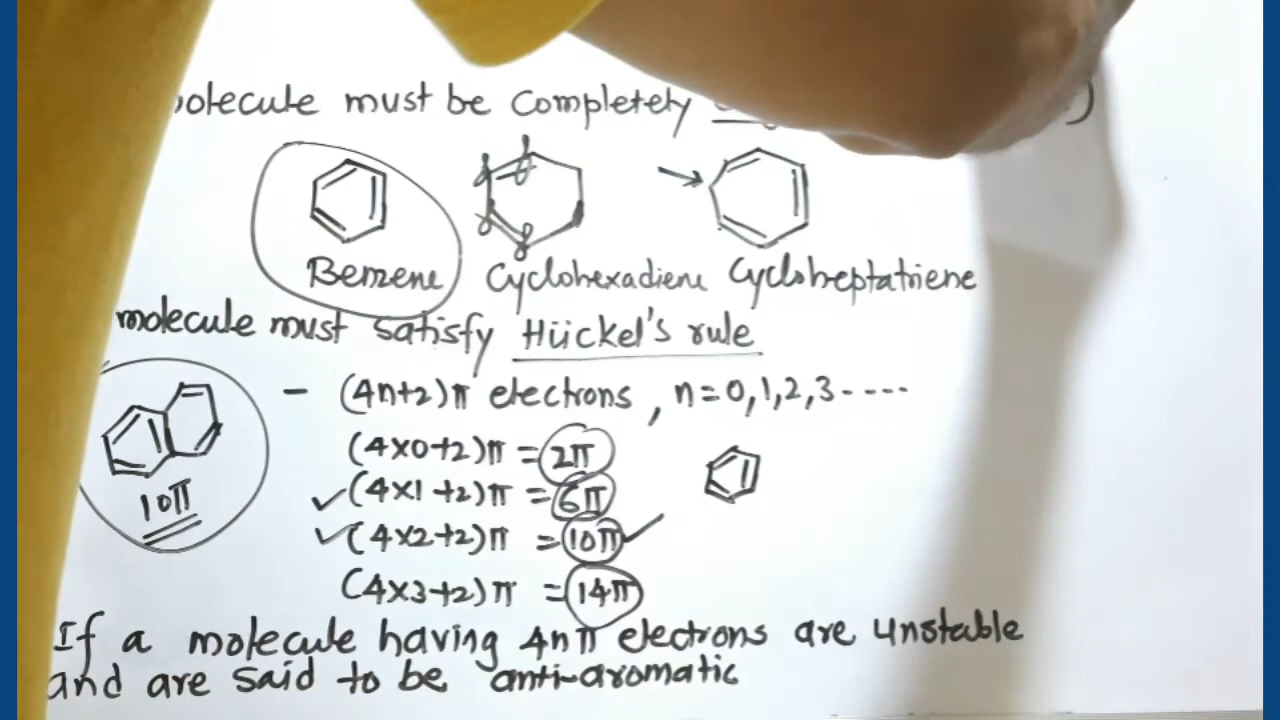 molecule must be completely
Benzene Cyclohexadiene Cycloheptatriene
molecule must satisfy Hückel's rule
- (4n+2)π electrons, n=0,1,2,3-----
(4×0+2)π = 2π
✓(4×1+2)π = 6π
10π
✓(4×2+2)π = 10π✓
(4×3+2)π = 14π
If a molecule having 4nπ electrons are unstable
and are said to be anti-aromatic